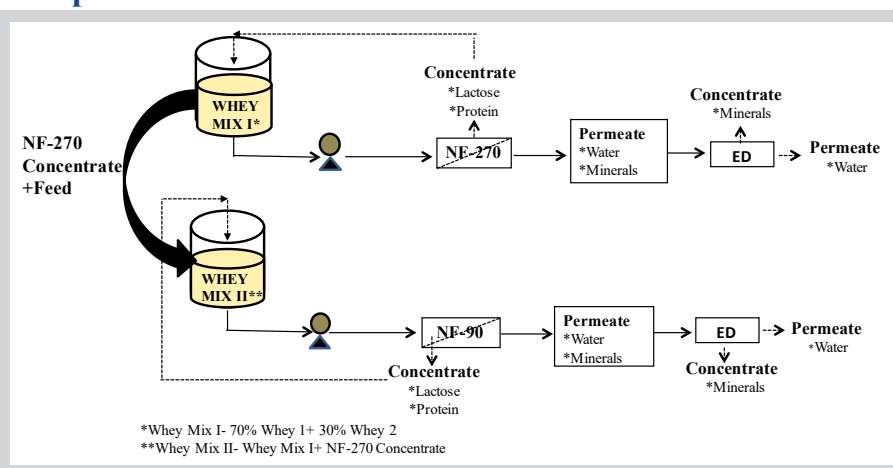 WHEY
MIX I*
NF-270
Concentrate
+Feed
Concentrate
*Lactose
*Protein
NF-270
Permeate
*Water
*Minerals
Concentrate
*Minerals
ED
Permeate
*Water
WHEY
MIX II**
NF-90
Concentrate
*Lactose
*Protein
Permeate
*Water
*Minerals
ED
Permeate
*Water
Concentrate
*Minerals
*Whey Mix I- 70% Whey 1+ 30% Whey 2
**Whey Mix II- Whey Mix I+ NF-270 Concentrate